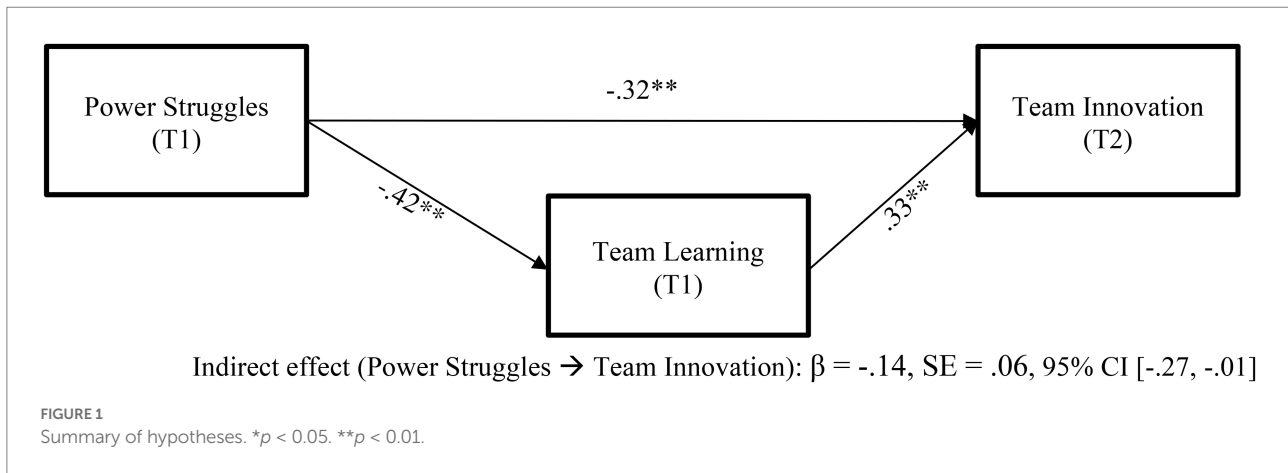 Power Struggles
(T1)
-.32**
Team Innovation
(T2)
-.42**
.33**
Team Learning
(T1)
Indirect effect (Power Struggles → Team Innovation): β = -.14, SE = .06, 95% CI [-.27, -.01]
FIGURE 1
Summary of hypotheses. *p < 0.05. **p < 0.01.